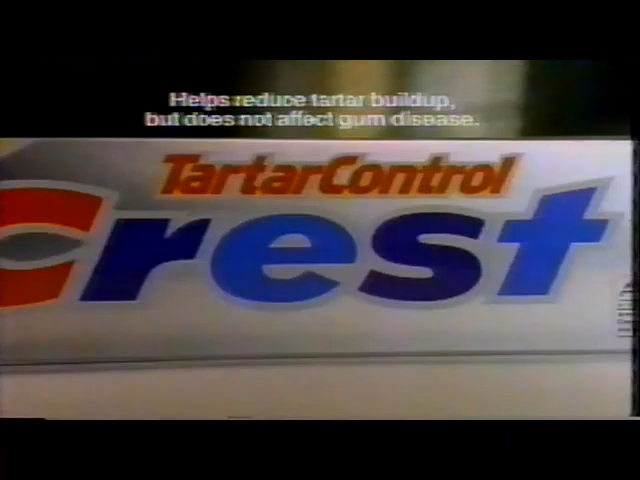 Helps reduce tartar buildup,
but does not affect gum disease.
TartarControl
Crest